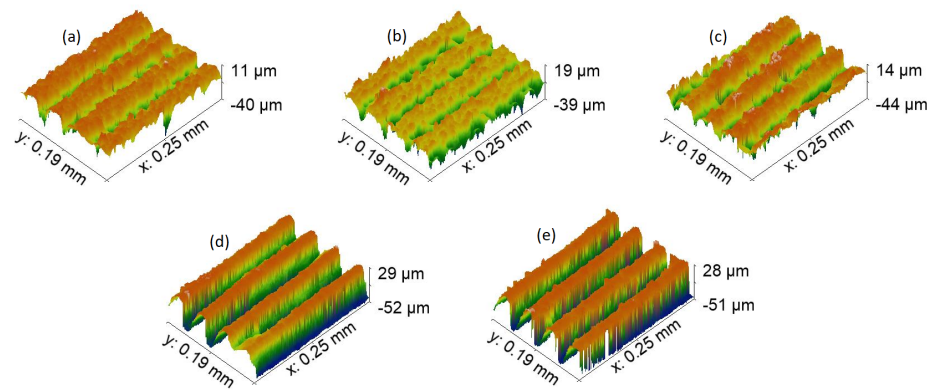 (a)
11 µm
-40 µm
y: 0.19 mm
x: 0.25 mm
(b)
19 µm
-39 µm
y: 0.19 mm
x: 0.25 mm
(c)
14 µm
-44 µm
y: 0.19 mm
x: 0.25 mm
(d)
29 µm
-52 µm
y: 0.19 mm
x: 0.25 mm
(e)
28 µm
-51 µm
y: 0.19 mm
x: 0.25 mm